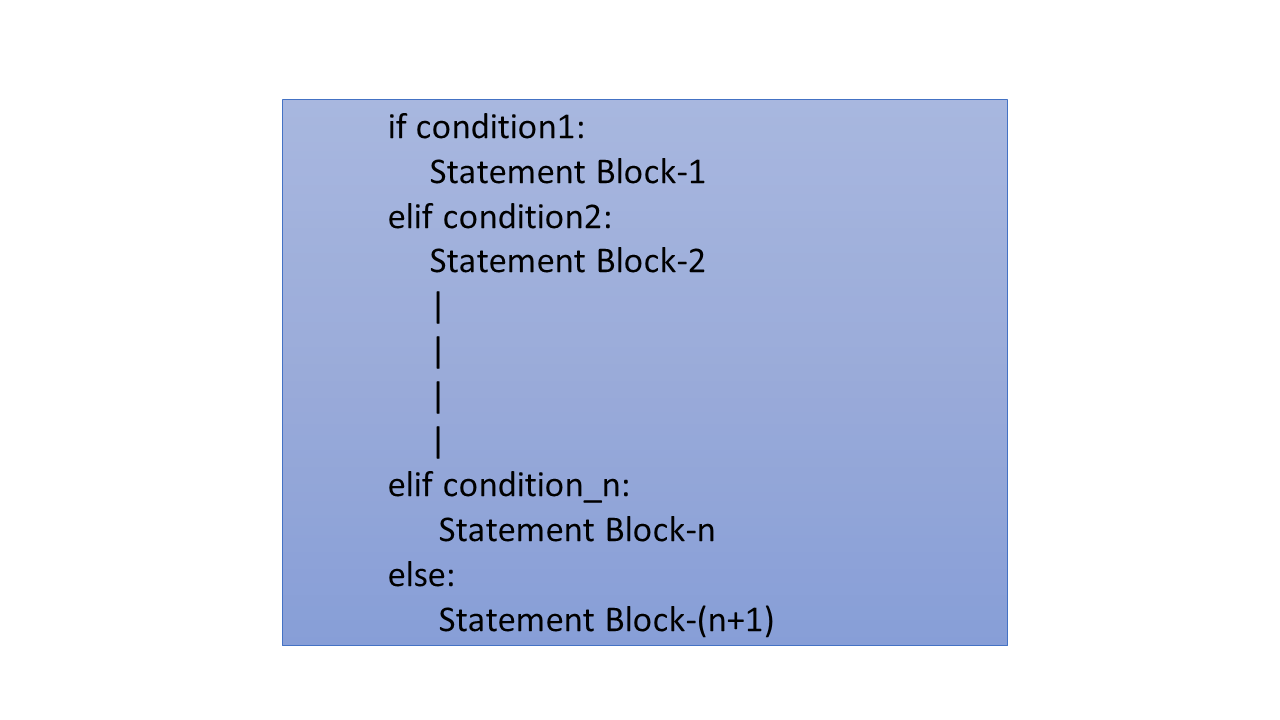 if condition1:
Statement Block-1
elif condition2:
Statement Block-2
|
|
|
|
elif condition_n:
Statement Block-n
else:
Statement Block-(n+1)